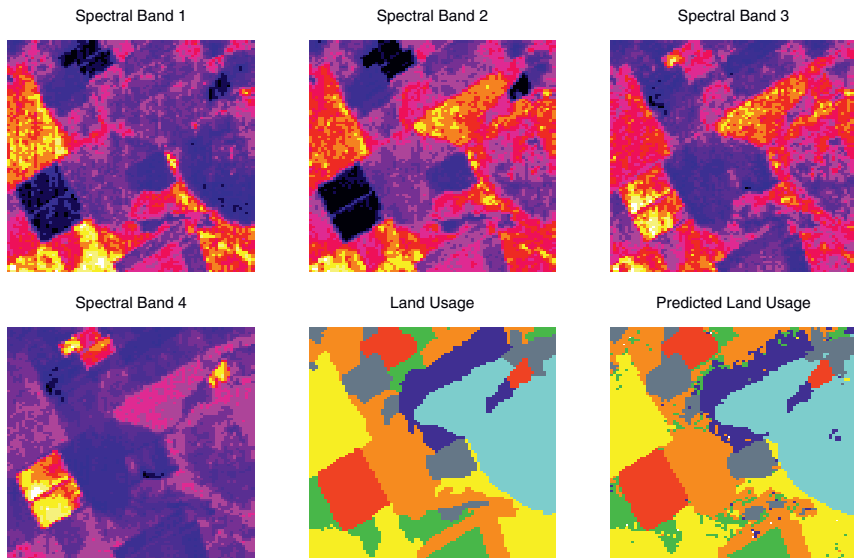 Spectral Band 1
Spectral Band 2
Spectral Band 3
Spectral Band 4
Land Usage
Predicted Land Usage